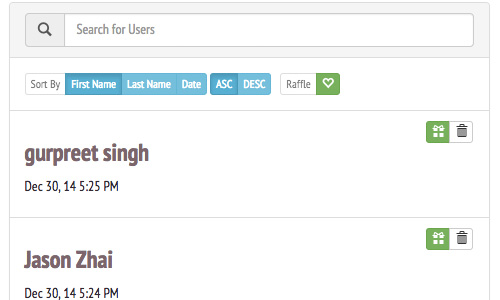 Search for Users
Sort By First Name Last Name Date ASC DESC Raffle
gurpreet singh
Dec 30, 14 5:25 PM
Jason Zhai
Dec 30, 14 5:24 PM